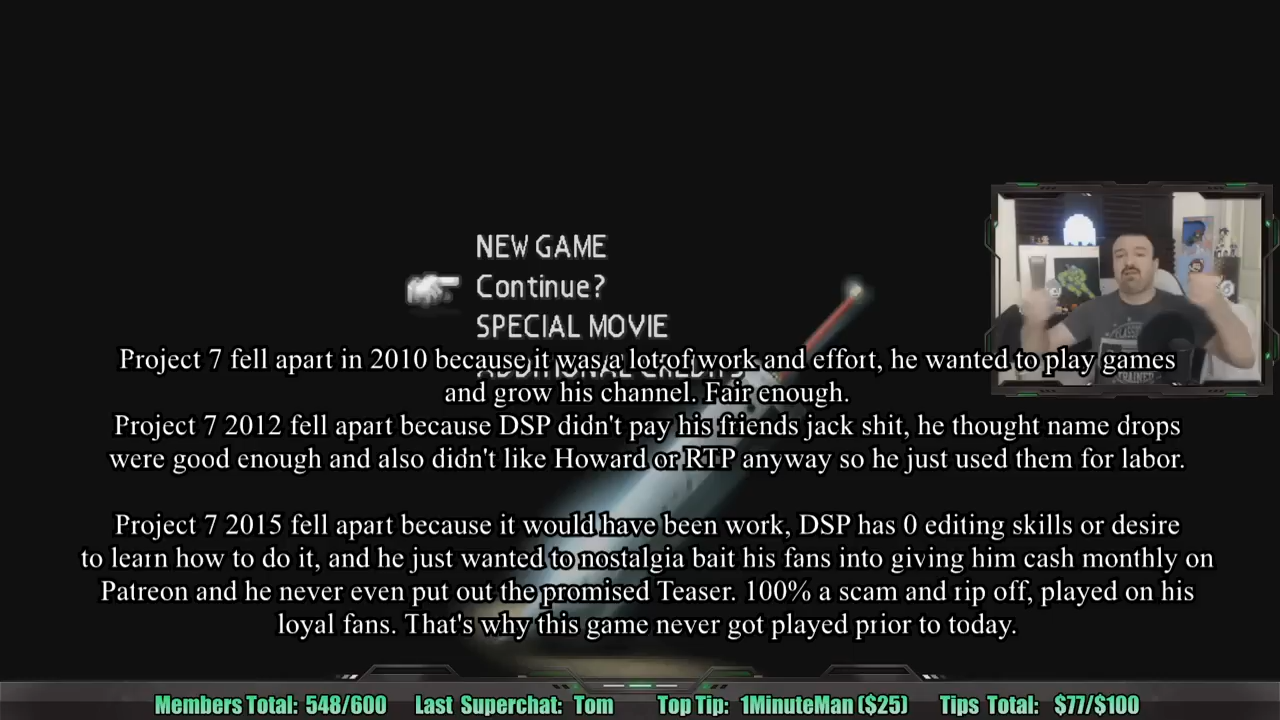 NEW GAME
Continue?
SPECIAL MOVIE
ADDITIONAL CREDITS
Project 7 fell apart in 2010 because it was a lot of work and effort, he wanted to play games
and grow his channel. Fair enough.
Project 7 2012 fell apart because DSP didn't pay his friends jack shit, he thought name drops
were good enough and also didn't like Howard or RTP anyway so he just used them for labor.
Project 7 2015 fell apart because it would have been work, DSP has 0 editing skills or desire
to learn how to do it, and he just wanted to nostalgia bait his fans into giving him cash monthly on
Patreon and he never even put out the promised Teaser. 100% a scam and rip off, played on his
loyal fans. That's why this game never got played prior to today.
Members Total: 548/600 Last Superchat: Tom Top Tip: 1MinuteMan ($25) Tips Total: $77/$100